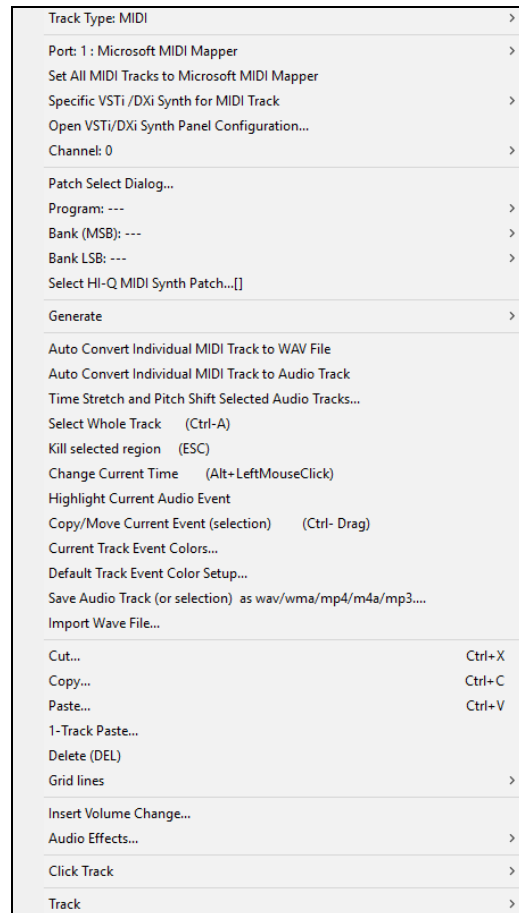 Track Type: MIDI >
Port: 1 : Microsoft MIDI Mapper >
Set All MIDI Tracks to Microsoft MIDI Mapper
Specific VSTi /DXi Synth for MIDI Track >
Open VSTi/DXi Synth Panel Configuration...
Channel: 0 >
Patch Select Dialog...
Program: --- >
Bank (MSB): --- >
Bank LSB: --- >
Select HI-Q MIDI Synth Patch...[]
Generate >
Auto Convert Individual MIDI Track to WAV File
Auto Convert Individual MIDI Track to Audio Track
Time Stretch and Pitch Shift Selected Audio Tracks...
Select Whole Track (Ctrl-A)
Kill selected region (ESC)
Change Current Time (Alt+LeftMouseClick)
Highlight Current Audio Event
Copy/Move Current Event (selection) (Ctrl- Drag)
Current Track Event Colors...
Default Track Event Color Setup...
Save Audio Track (or selection) as wav/wma/mp4/m4a/mp3....
Import Wave File...
Cut... Ctrl+X
Copy... Ctrl+C
Paste... Ctrl+V
1-Track Paste...
Delete (DEL)
Grid lines >
Insert Volume Change...
Audio Effects... >
Click Track >
Track >